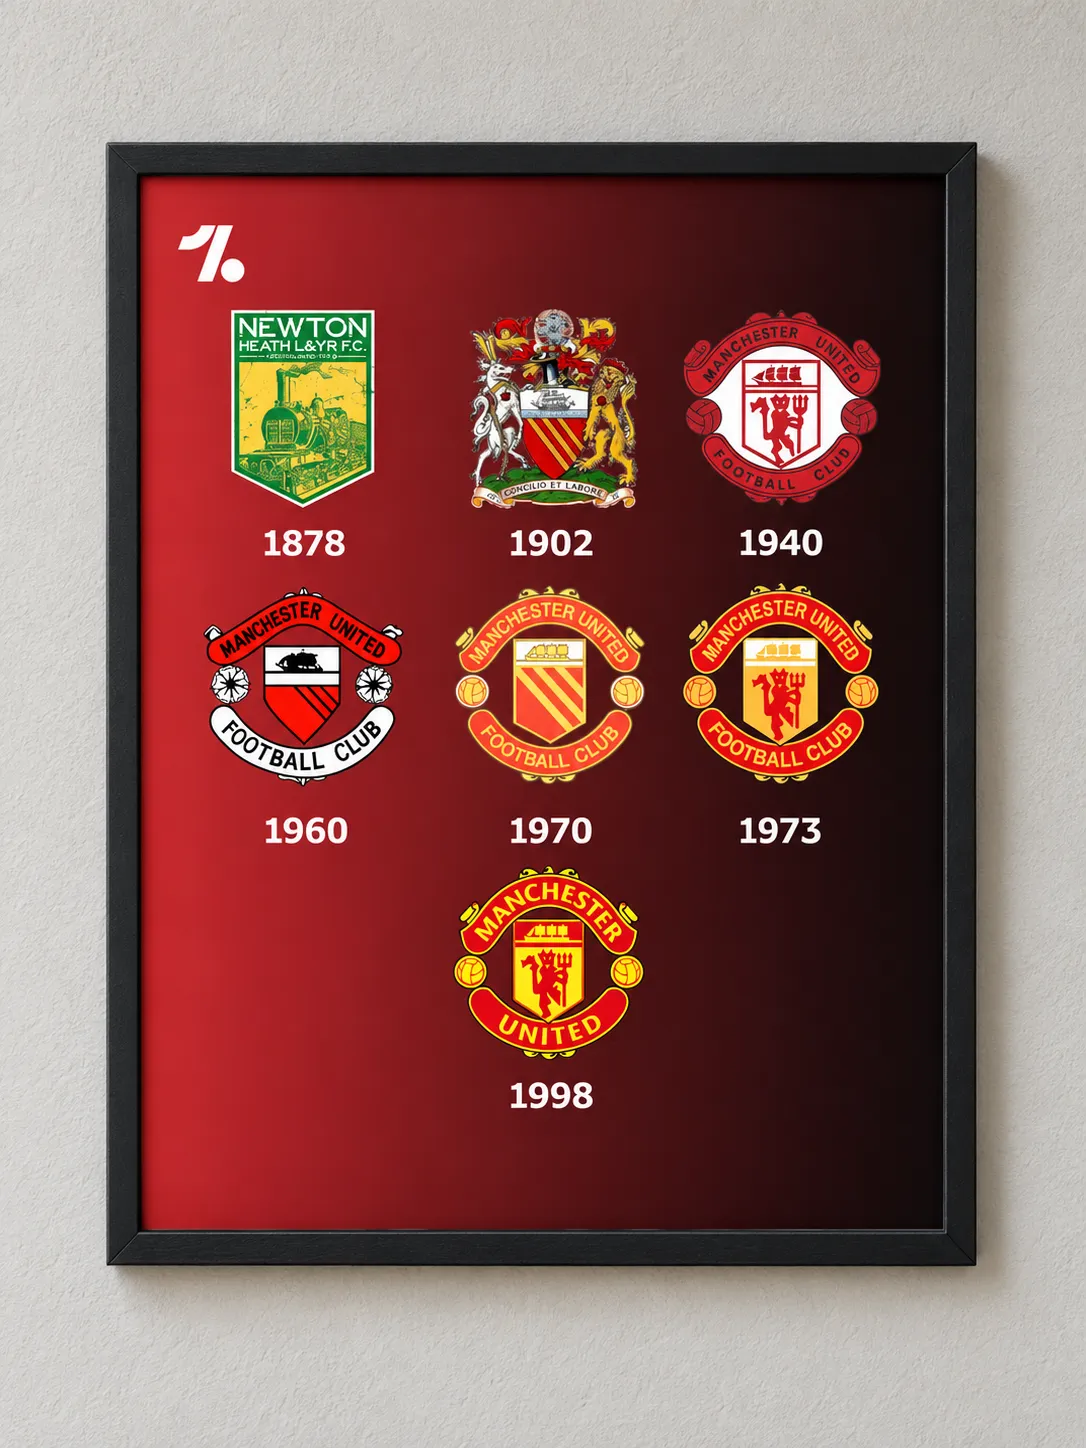 NEWTON
HEATH L&YR F.C.
CONCILIO ET LABORE
MANCHESTER UNITED
FOOTBALL CLUD
1878
1902
1940
MANCHESTER UNITED
FOOTBALL CLUB
MANCHESTER UNITED
FOOTBALL CLUB
MANCHESTER UNITED
FOOTBALL CLUB
1960
1970
1973
MANCHESTER
UNITED
1998